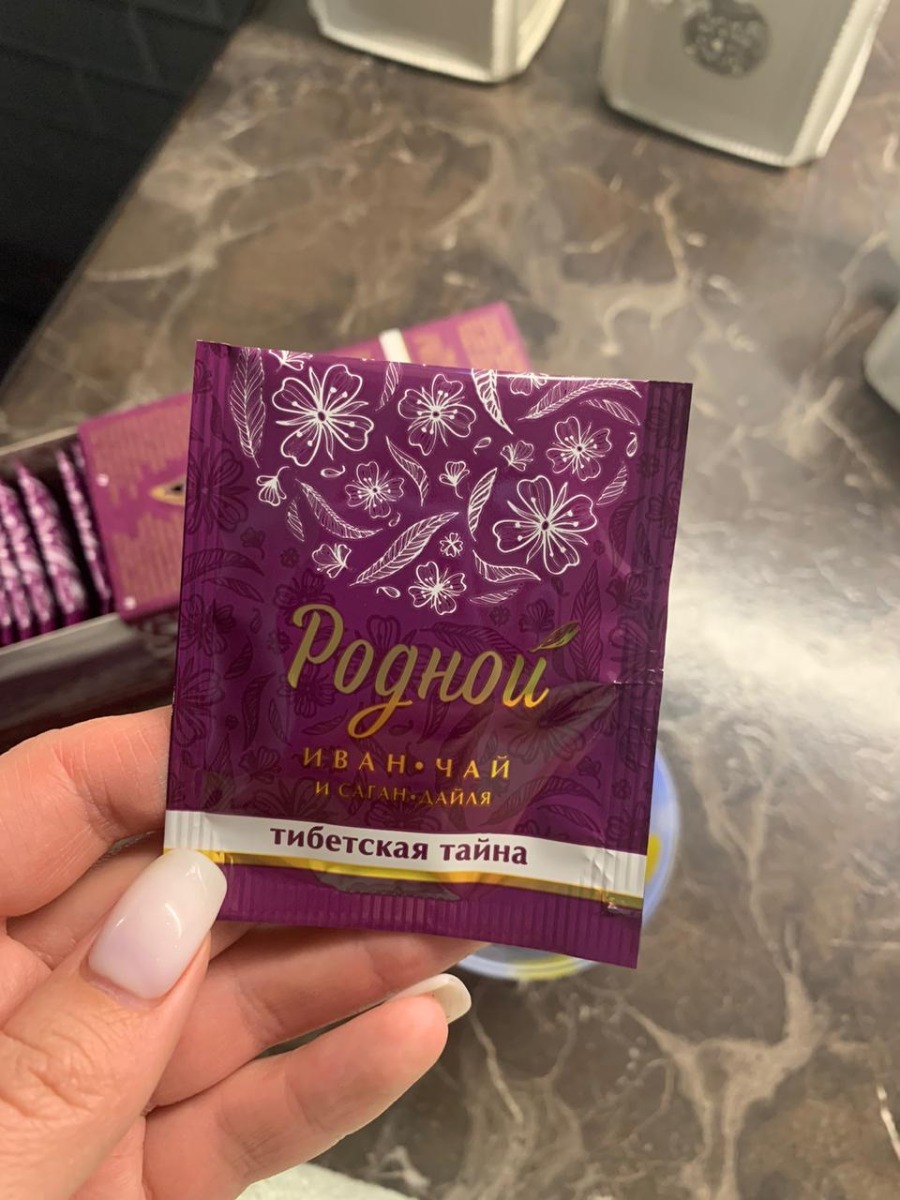 Родной
ИВАН•ЧАЙ
И САГАН•ДАЙЛЯ
тибетская тайна